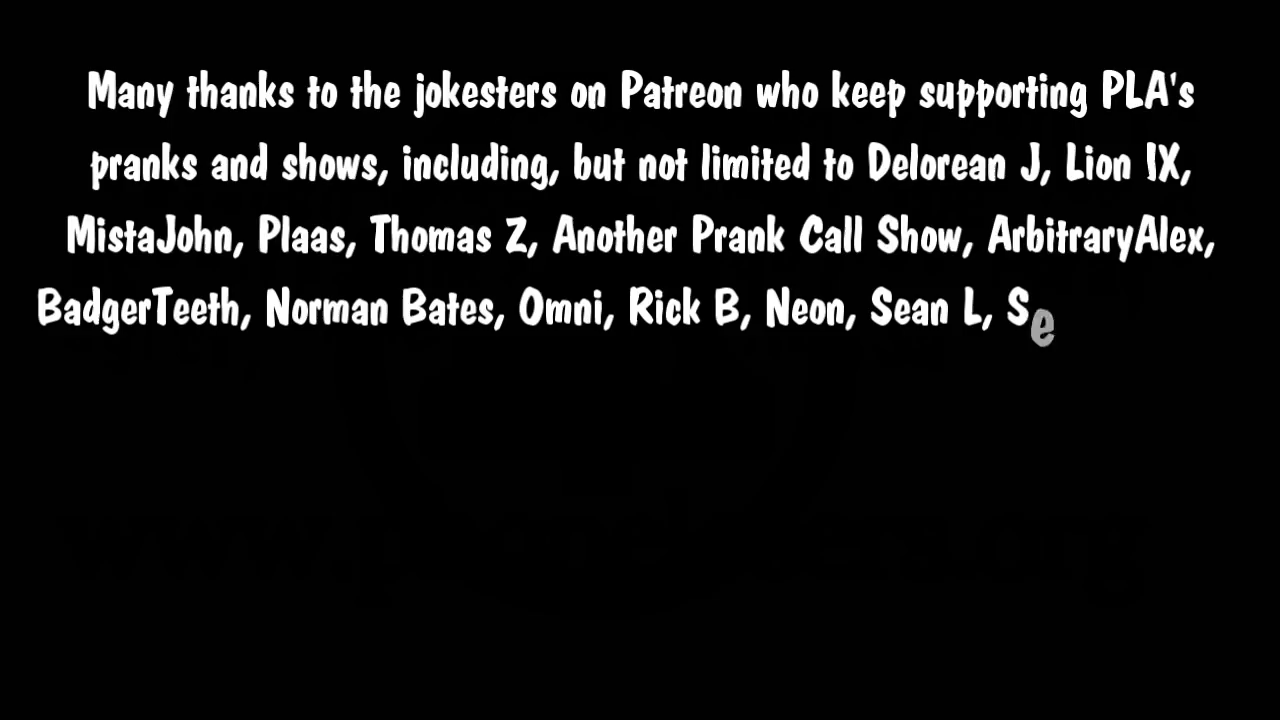 Many thanks to the jokesters on Patreon who keep supporting PLA's
pranks and shows, including, but not limited to Delorean J, Lion IX,
MistaJohn, Plaas, Thomas Z, Another Prank Call Show, ArbitraryAlex,
BadgerTeeth, Norman Bates, Omni, Rick B, Neon, Sean L, Se